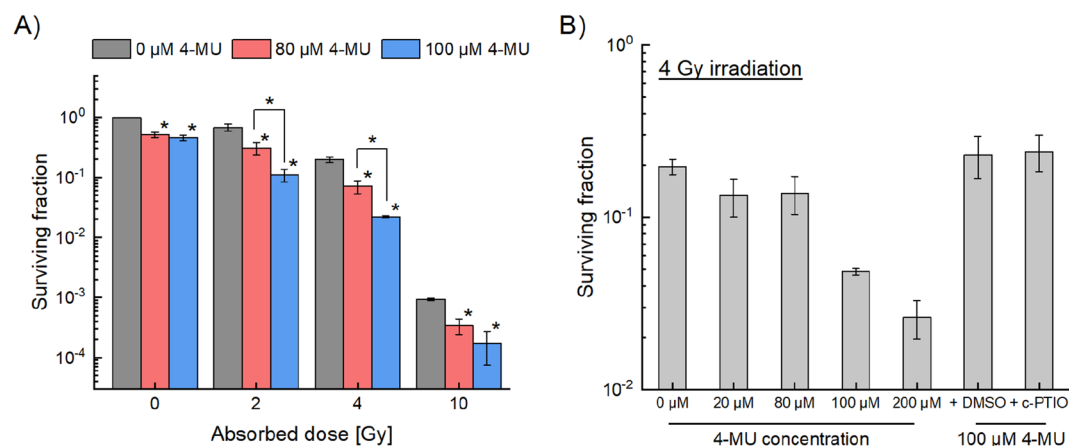 A)
0 µM 4-MU 80 µM 4-MU 100 µM 4-MU
Surviving fraction
10⁰
10⁻¹
10⁻²
10⁻³
10⁻⁴
* * * * * * * * * *
0 2 4 10
Absorbed dose [Gy]
B)
4 Gy irradiation
Surviving fraction
10⁰
10⁻¹
10⁻²
0 µM 20 µM 80 µM 100 µM 200 µM + DMSO + c-PTIO
4-MU concentration 100 µM 4-MU